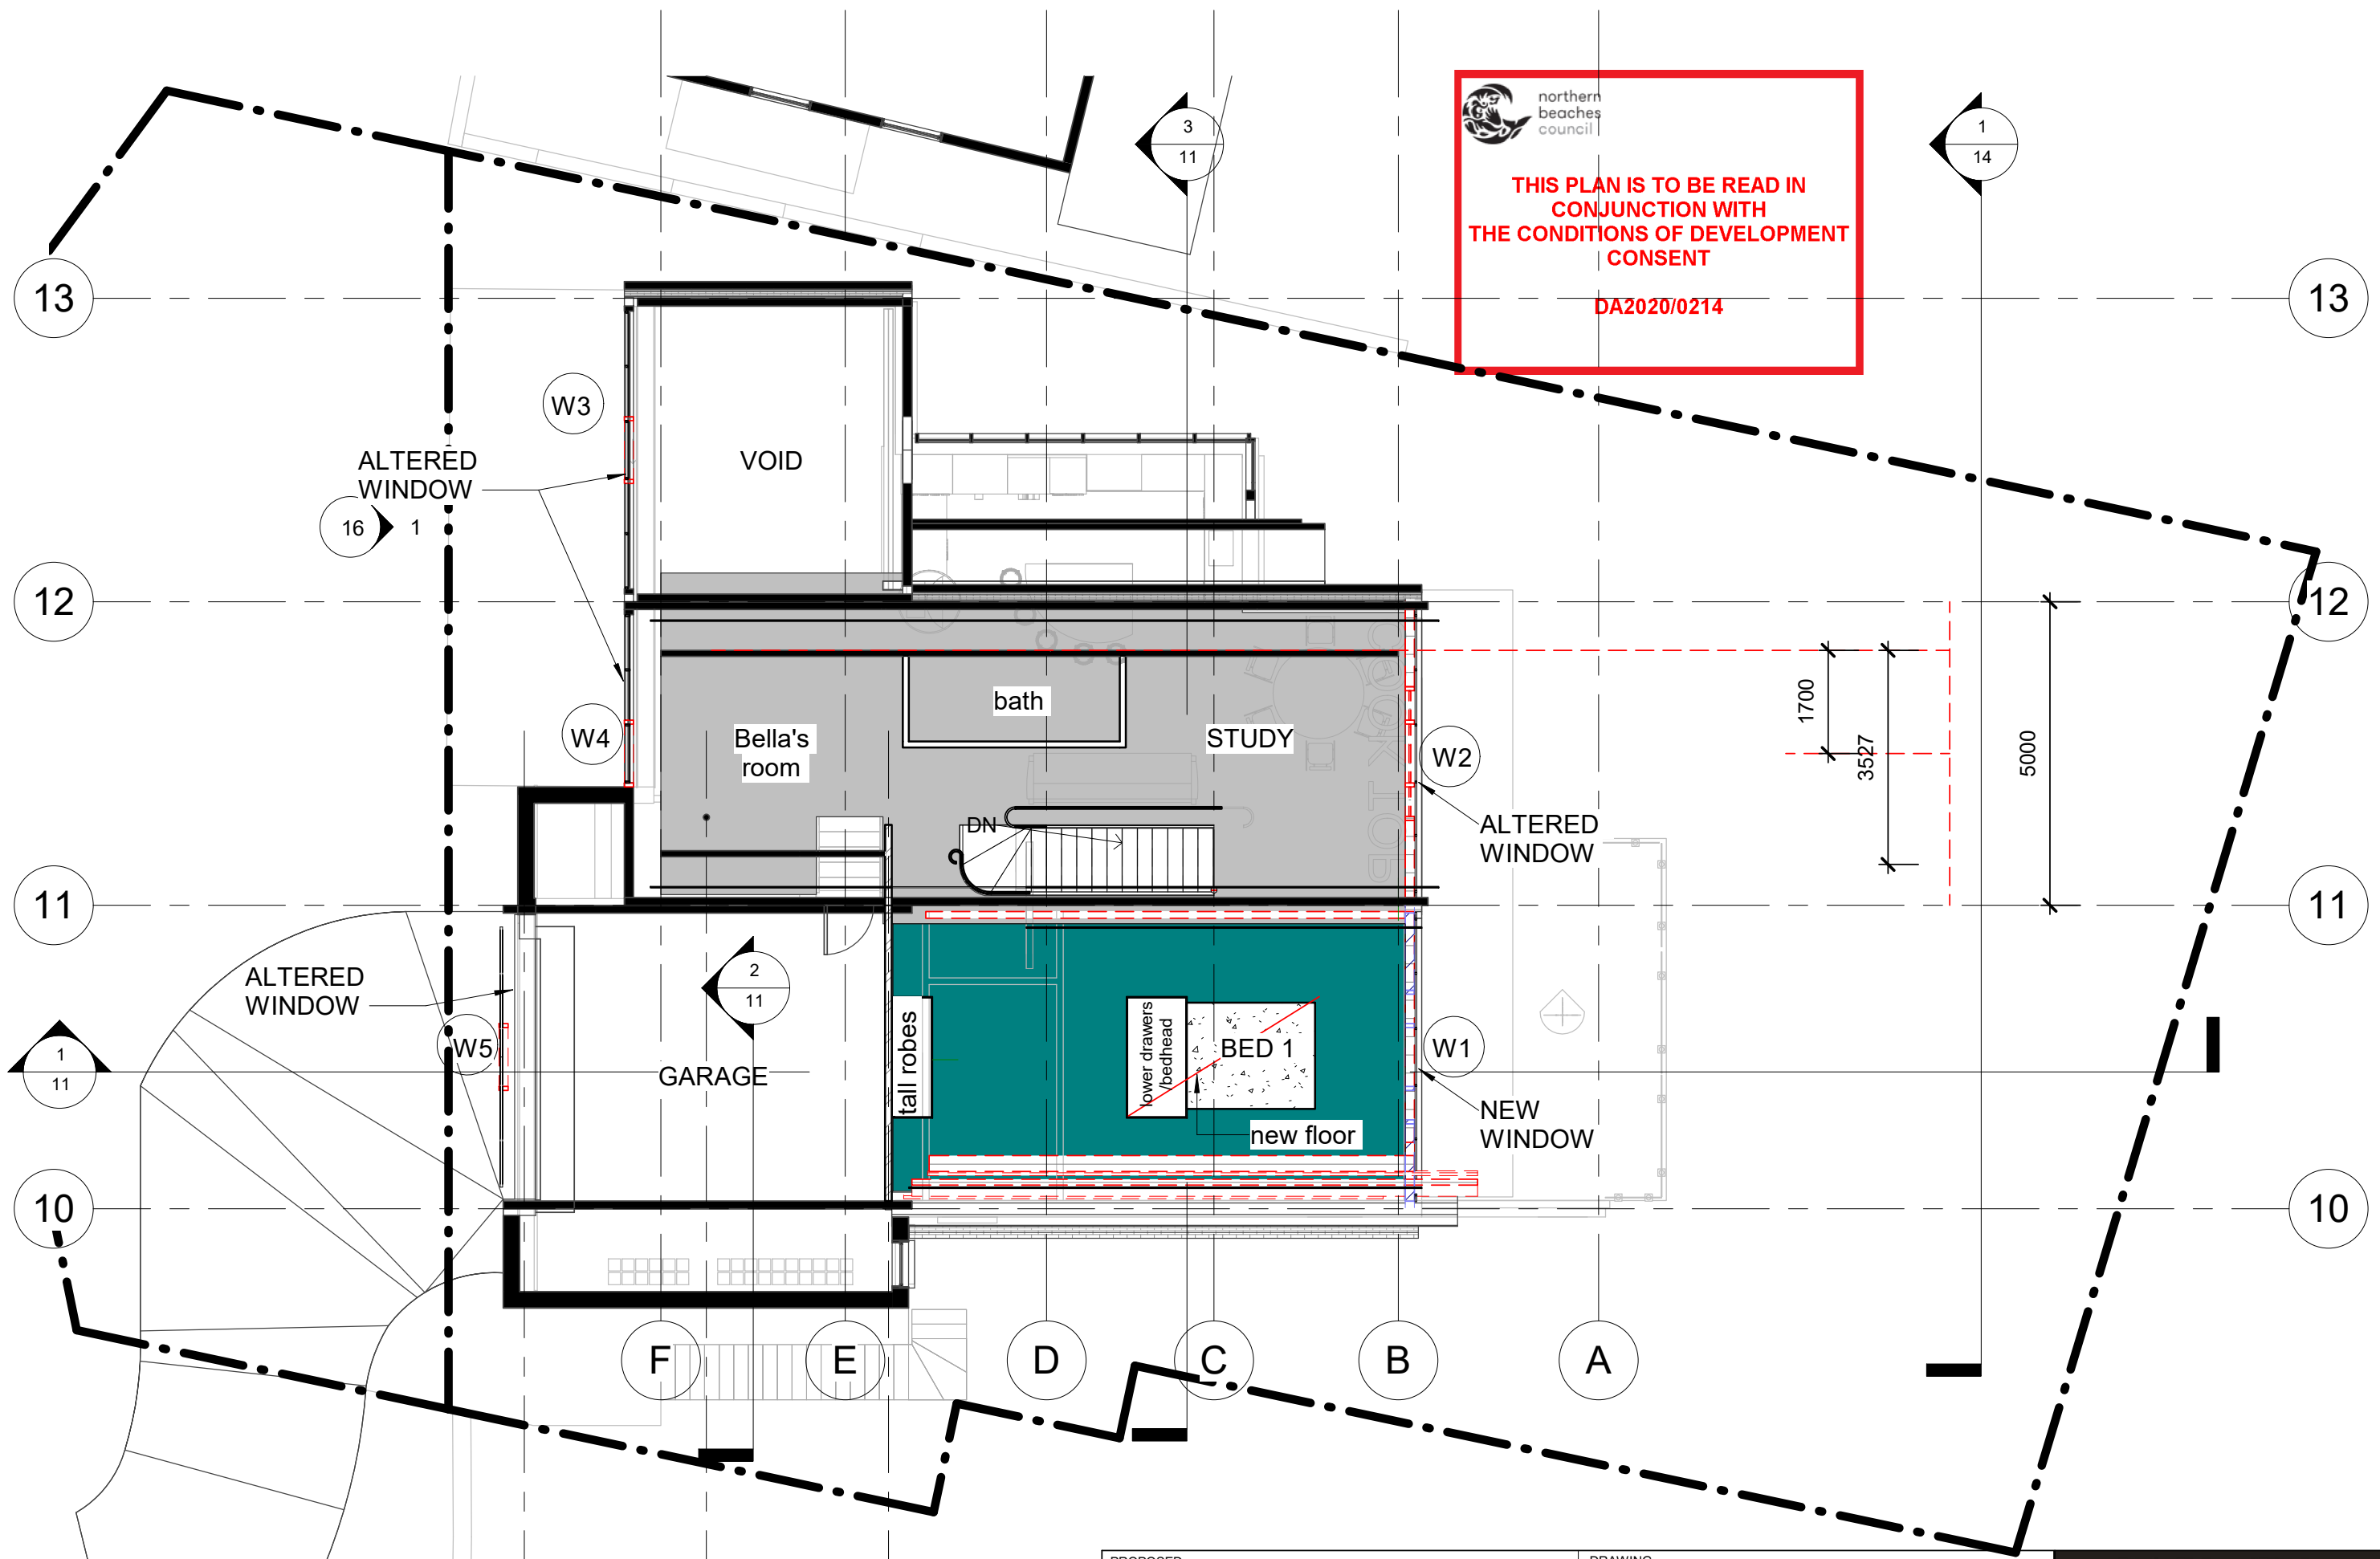 northern
beaches
council
THIS PLAN IS TO BE READ IN
CONJUNCTION WITH
THE CONDITIONS OF DEVELOPMENT
CONSENT
DA2020/0214
3
11
1
14
13
13
W3
ALTERED
WINDOW
VOID
16
1
12
12
bath
W4
Bella's
room
STUDY
W2
1700
3527
5000
DN
ALTERED
WINDOW
11
11
ALTERED
WINDOW
2
11
W5
1
11
GARAGE
tall robes
lower drawers
/bedhead
BED 1
W1
new floor
NEW
WINDOW
10
10
F
E
D
C
B
A